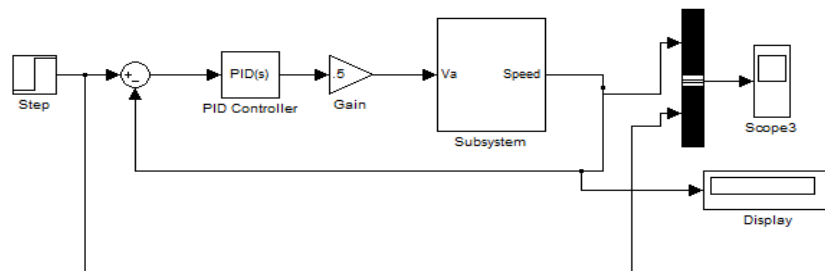 Step
PID(s)
PID Controller
.5
Gain
Va
Speed
Subsystem
Scope3
Display